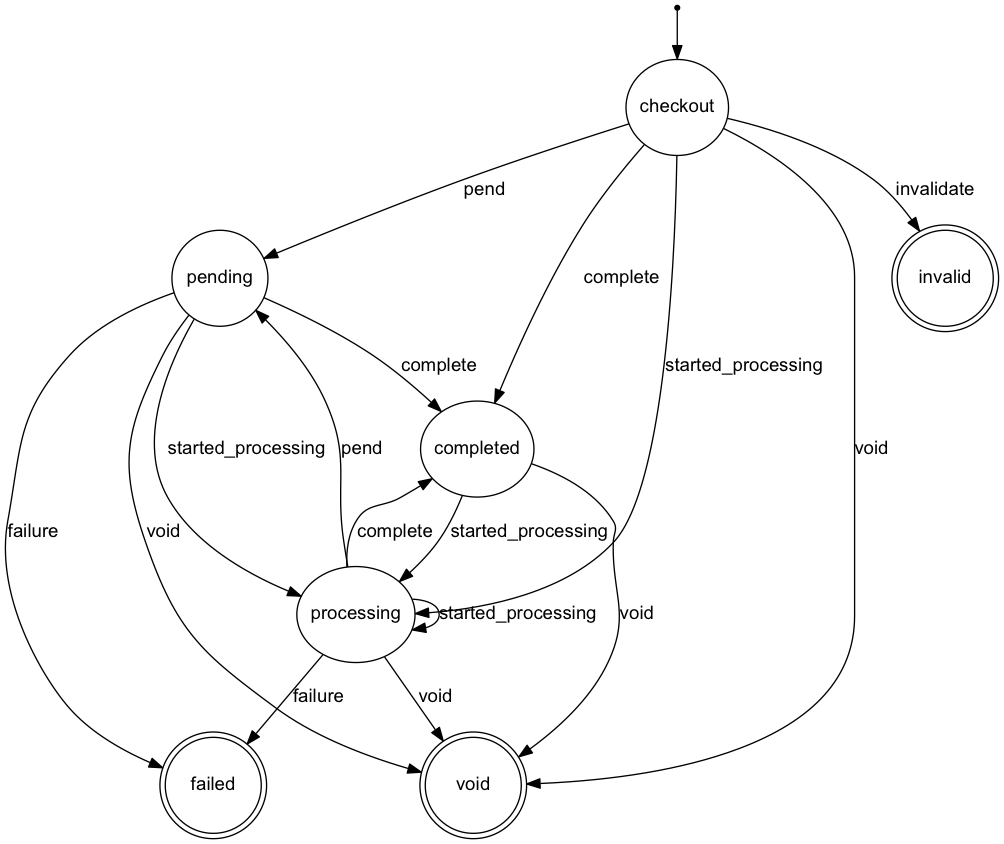 checkout
pend
invalidate
pending
complete
invalid
complete
started_processing
started_processing
pend
completed
void
failure
void
complete
started_processing
processing
started_processing
void
failure
void
failed
void